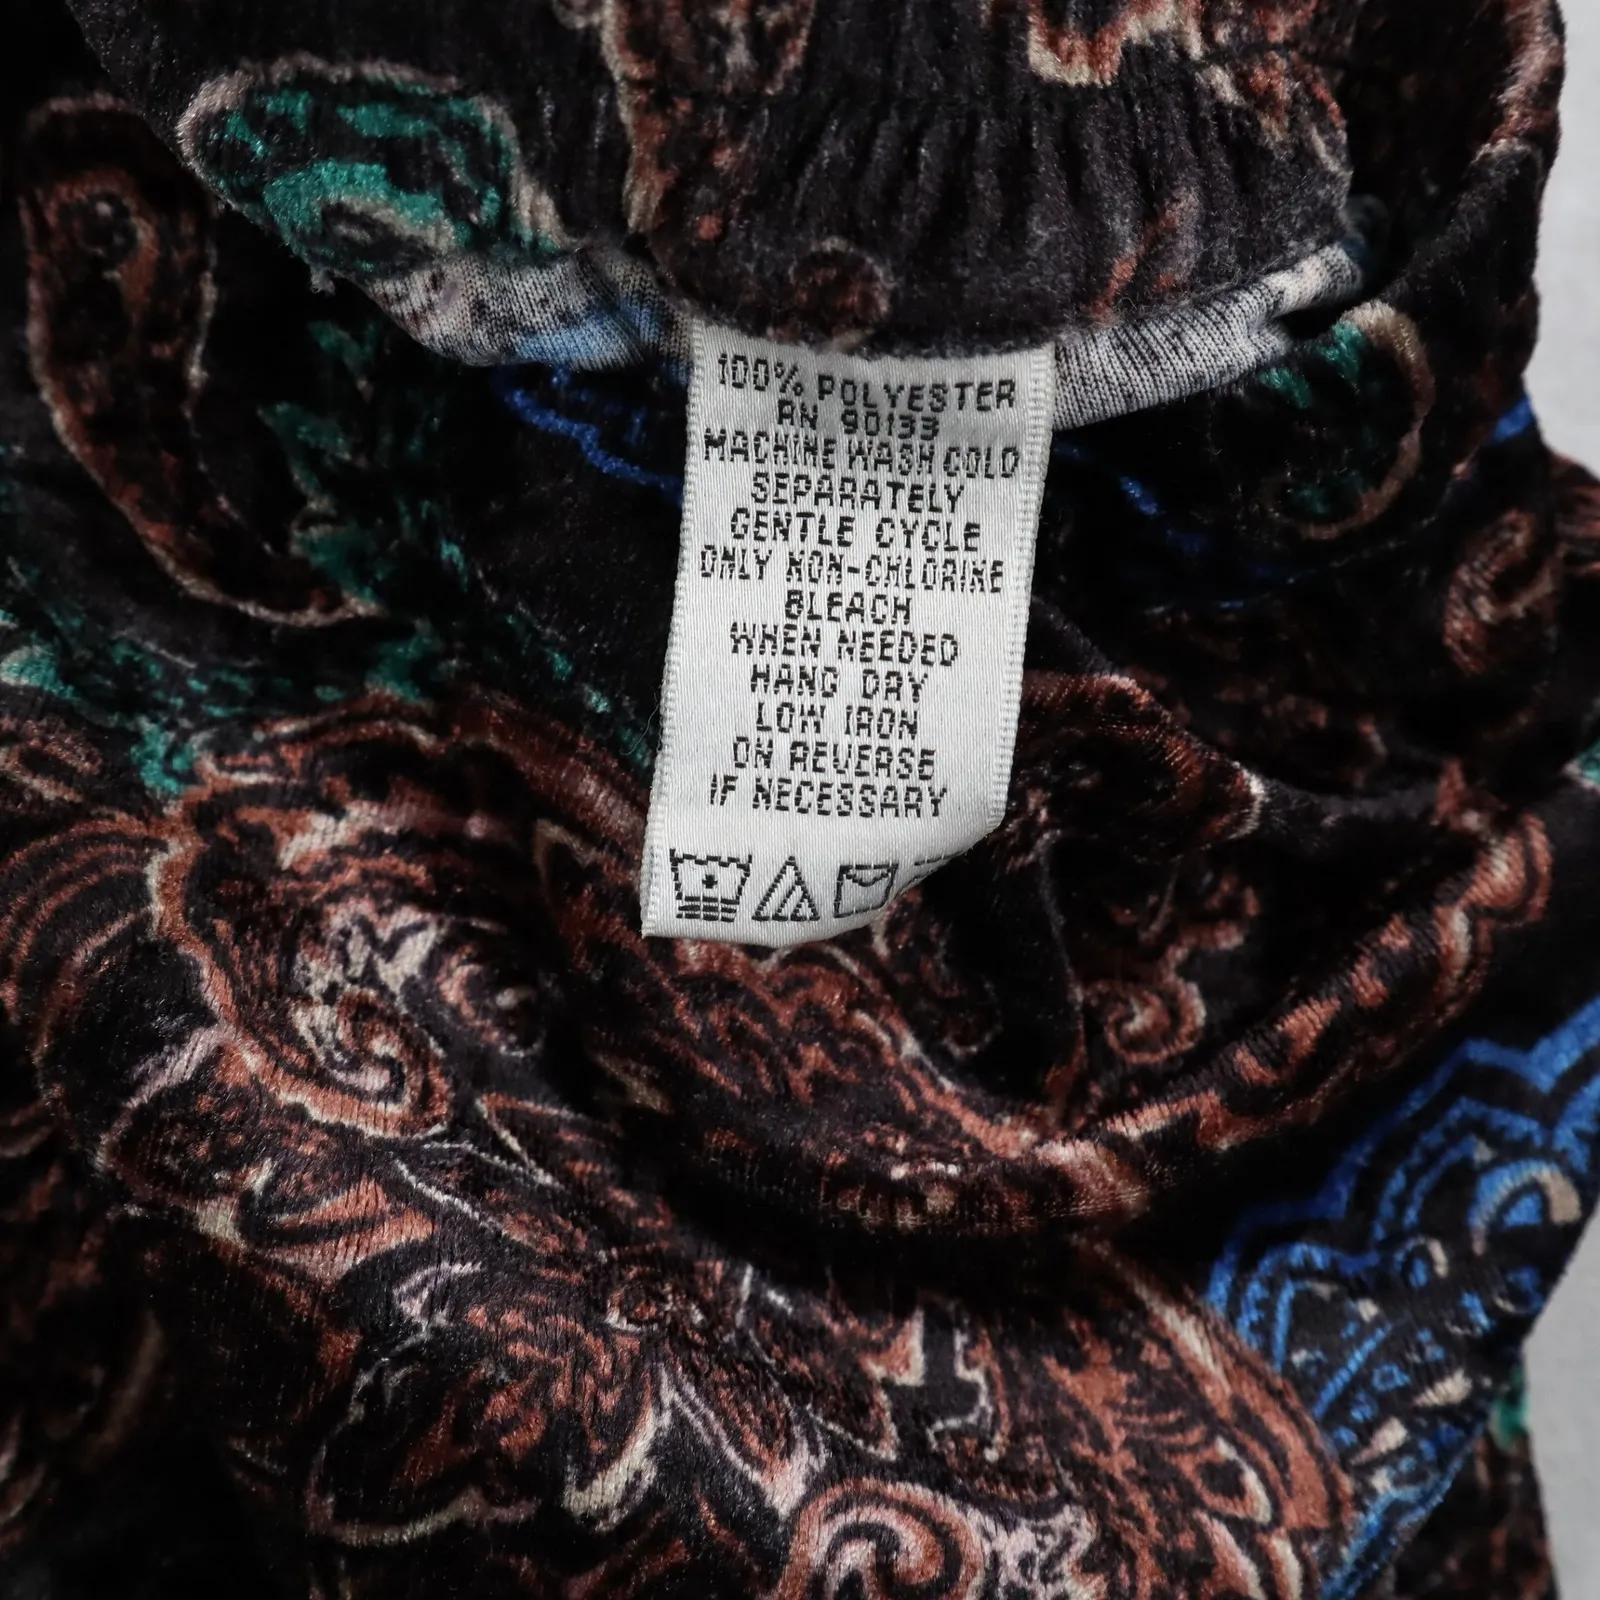 100% POLYESTER
RN 90133
MACHINE WASH COLD
SEPARATELY
GENTLE CYCLE
ONLY NON-CHLORINE
BLEACH
WHEN NEEDED
HANG DRY
LOW IRON
ON REVERSE
IF NECESSARY